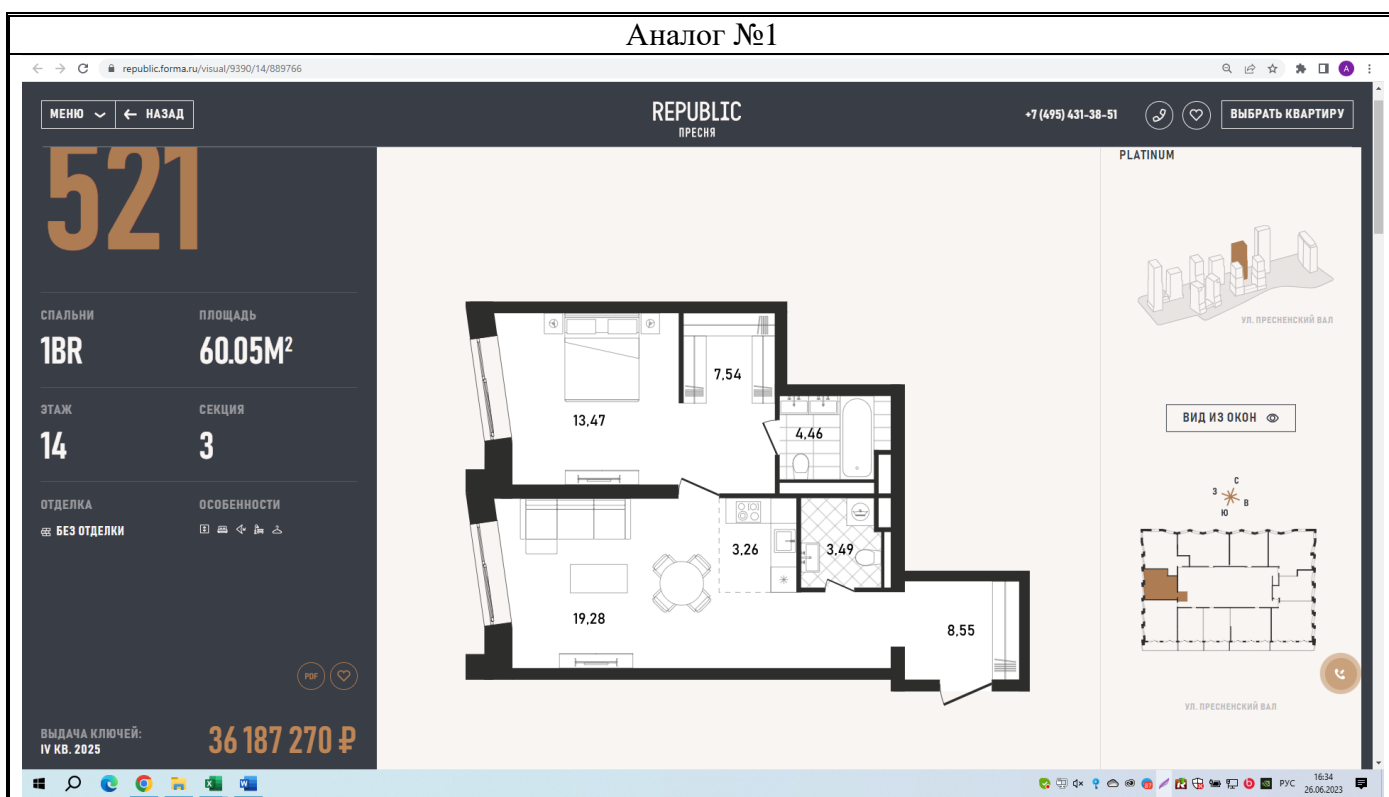 Аналог №1
republic.forma.ru/visual/9390/14/889766
A
МЕНЮ
← НАЗАД
REPUBLIC
ПРЕСНЯ
+7 (495) 431-38-51
ВЫБРАТЬ КВАРТИРУ
521
СПАЛЬНИ
ПЛОЩАДЬ
1BR
60.05М²
ЭТАЖ
СЕКЦИЯ
14
3
ОТДЕЛКА
ОСОБЕННОСТИ
БЕЗ ОТДЕЛКИ
PDF
ВЫДАЧА КЛЮЧЕЙ:
IV КВ. 2025
36 187 270 ₽
7,54
13,47
4,46
3,26
3,49
19,28
8,55
PLATINUM
УЛ. ПРЕСНЕНСКИЙ ВАЛ
ВИД ИЗ ОКОН
С
З
В
Ю
УЛ. ПРЕСНЕНСКИЙ ВАЛ
РУС
16:34
26.06.2023